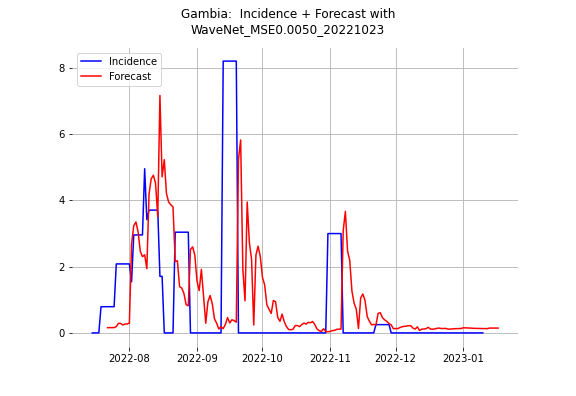 Gambia:  Incidence + Forecast with
WaveNet_MSE0.0050_20221023
Incidence
Forecast
8
6
4
2
0
2022-08 2022-09 2022-10 2022-11 2022-12 2023-01